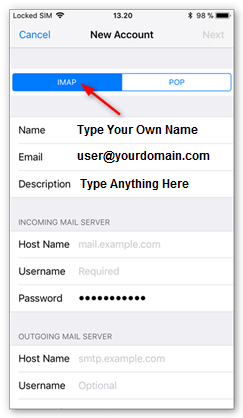 Locked SIM 13.20 98 %
Cancel New Account Next
IMAP POP
Name Type Your Own Name
Email user@yourdomain.com
Description Type Anything Here
INCOMING MAIL SERVER
Host Name mail.example.com
Username Required
Password ●●●●●●●●●●●
OUTGOING MAIL SERVER
Host Name smtp.example.com
Username Optional